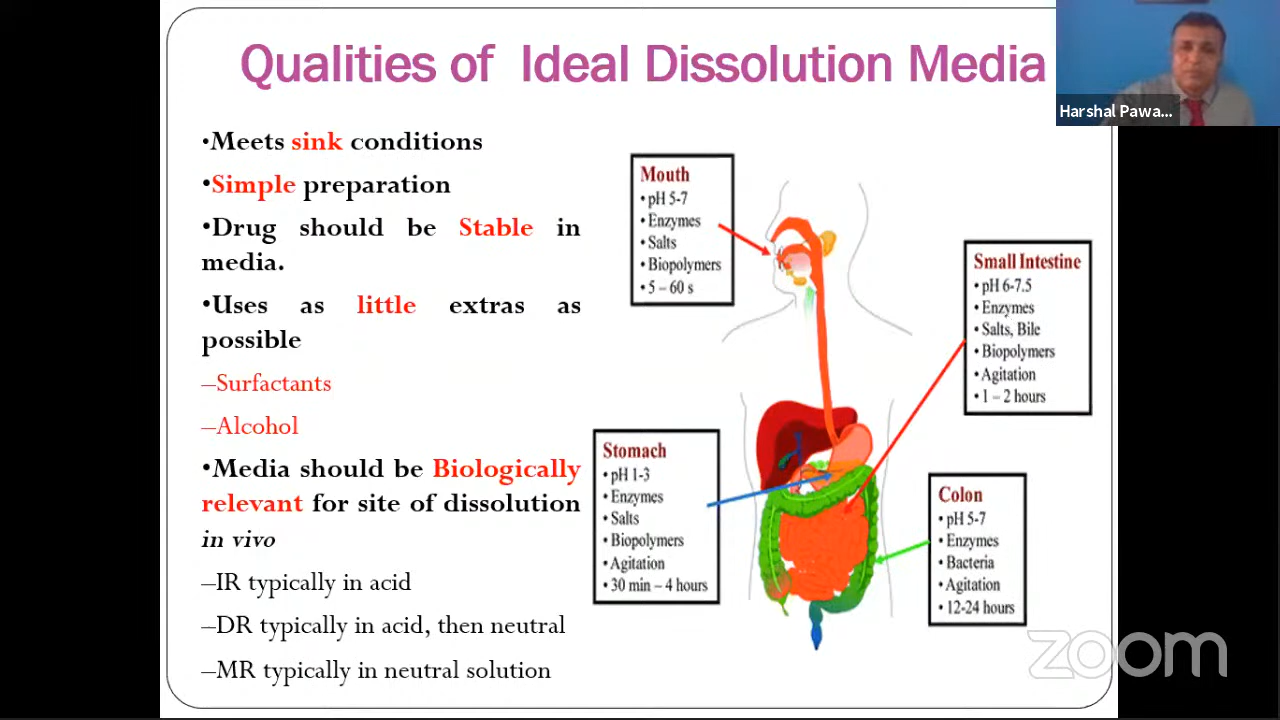 Qualities of Ideal Dissolution Media
Harshal Pawa...
•Meets sink conditions
•Simple preparation
•Drug should be Stable in
media.
•Uses as little extras as
possible
–Surfactants
–Alcohol
•Media should be Biologically
relevant for site of dissolution
in vivo
–IR typically in acid
–DR typically in acid, then neutral
–MR typically in neutral solution
Mouth
• pH 5-7
• Enzymes
• Salts
• Biopolymers
• 5 – 60 s
Small Intestine
• pH 6-7.5
• Enzymes
• Salts, Bile
• Biopolymers
• Agitation
• 1 – 2 hours
Stomach
• pH 1-3
• Enzymes
• Salts
• Biopolymers
• Agitation
• 30 min – 4 hours
Colon
• pH 5-7
• Enzymes
• Bacteria
• Agitation
• 12-24 hours
zoom